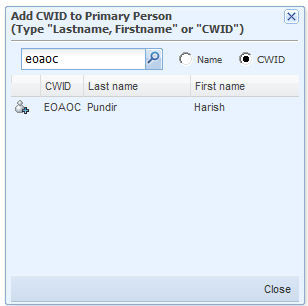 Add CWID to Primary Person
(Type "Lastname, Firstname" or "CWID")
eoaoc Name CWID
CWID Last name First name
EOAOC Pundir Harish
Close